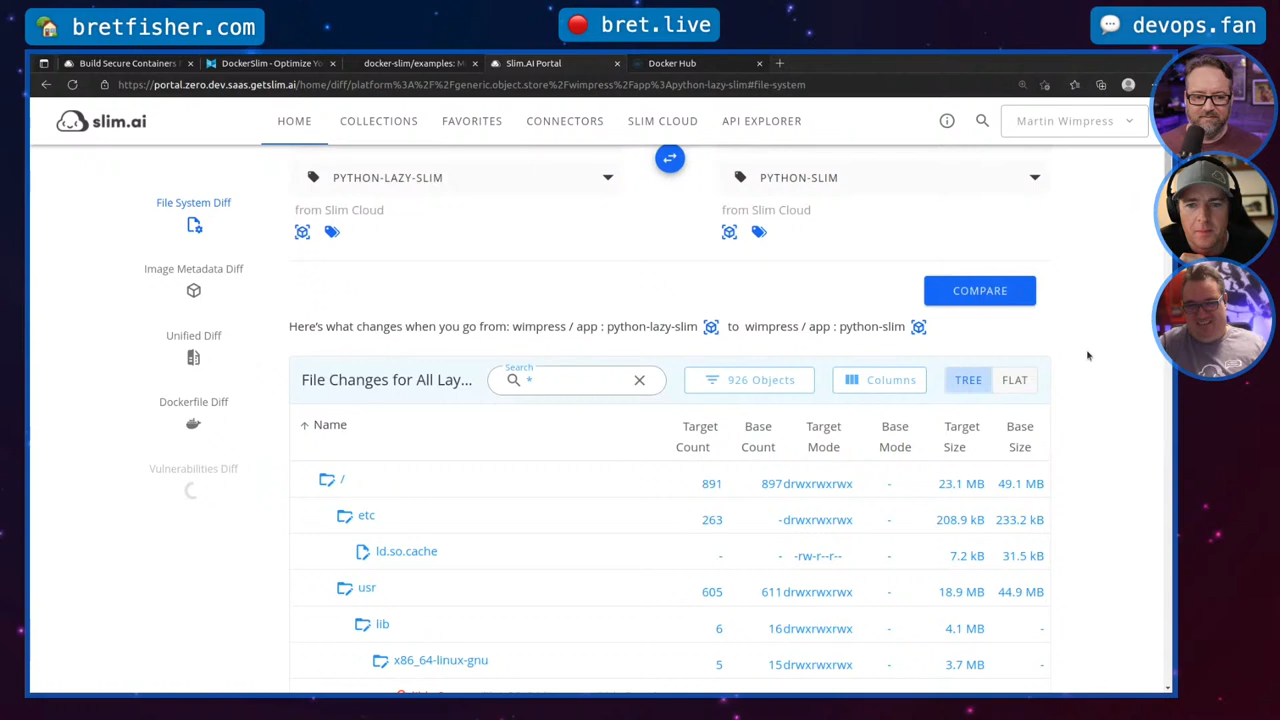 bretfisher.com
bret.live
devops.fan
Build Secure Containers
DockerSlim - Optimize Yo
docker-slim/examples: M
Slim.AI Portal
Docker Hub
https://portal.zero.dev.saas.getslim.ai/home/diff/platform%3A%2F%2Fgeneric.object.store%2Fwimpress%2Fapp%3Apython-lazy-slim#file-system
slim.ai
HOME
COLLECTIONS
FAVORITES
CONNECTORS
SLIM CLOUD
API EXPLORER
Martin Wimpress
PYTHON-LAZY-SLIM
PYTHON-SLIM
from Slim Cloud
from Slim Cloud
File System Diff
Image Metadata Diff
Unified Diff
Dockerfile Diff
Vulnerabilities Diff
COMPARE
Here's what changes when you go from: wimpress / app : python-lazy-slim to wimpress / app : python-slim
File Changes for All Lay...
Search
*
926 Objects
Columns
TREE
FLAT
Name
Target Count
Base Count
Target Mode
Base Mode
Target Size
Base Size
/ 891 897 drwxrwxrwx - 23.1 MB 49.1 MB
etc 263 - drwxrwxrwx - 208.9 kB 233.2 kB
ld.so.cache - - -rw-r--r-- - 7.2 kB 31.5 kB
usr 605 611 drwxrwxrwx - 18.9 MB 44.9 MB
lib 6 16 drwxrwxrwx - 4.1 MB -
x86_64-linux-gnu 5 15 drwxrwxrwx - 3.7 MB -